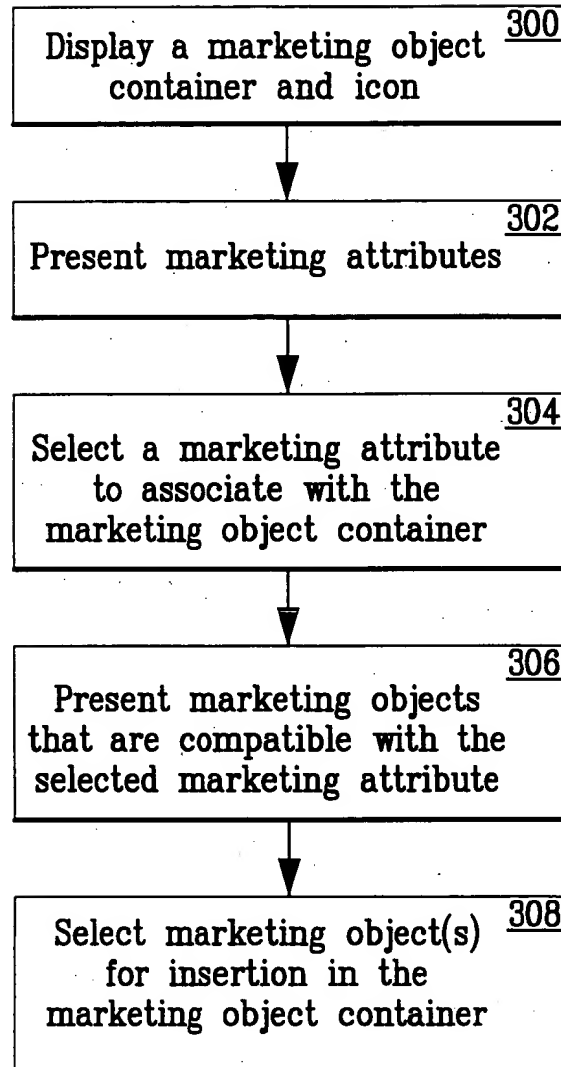 300
Display a marketing object
container and icon
302
Present marketing attributes
304
Select a marketing attribute
to associate with the
marketing object container
306
Present marketing objects
that are compatible with the
selected marketing attribute
308
Select marketing object(s)
for insertion in the
marketing object container